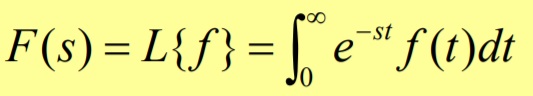 F(s) = L{f} = ∫₀^∞ e^{-st} f(t)dt